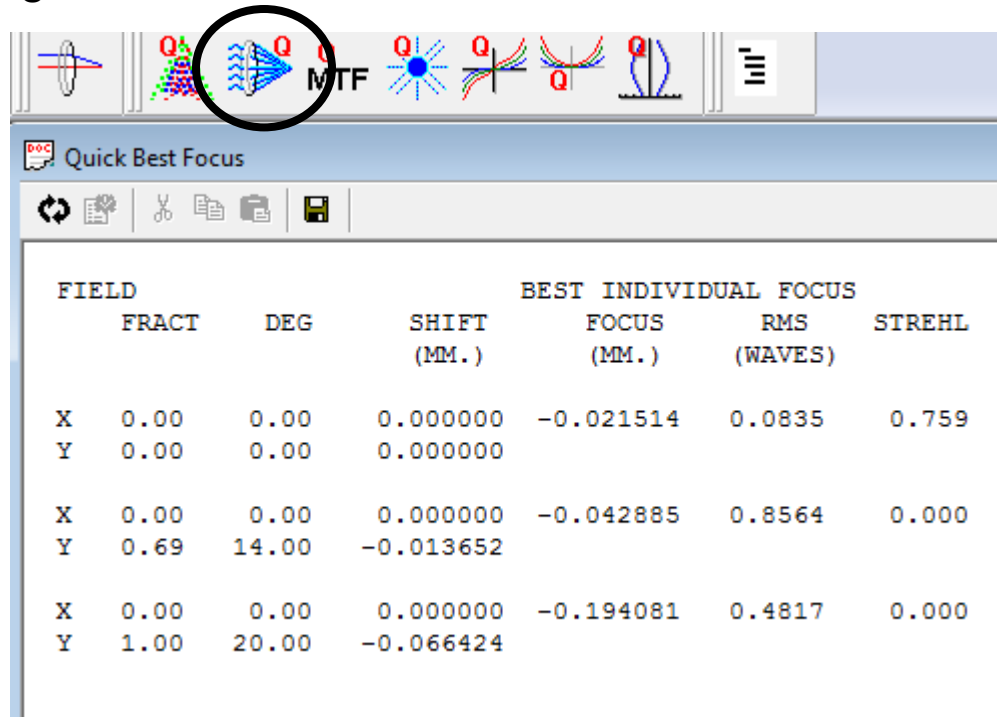 Q Q Q MTF Q Q Q Q
DOC Quick Best Focus
FIELD BEST INDIVIDUAL FOCUS
FRACT DEG SHIFT FOCUS RMS STREHL
(MM.) (MM.) (WAVES)
X 0.00 0.00 0.000000 -0.021514 0.0835 0.759
Y 0.00 0.00 0.000000
X 0.00 0.00 0.000000 -0.042885 0.8564 0.000
Y 0.69 14.00 -0.013652
X 0.00 0.00 0.000000 -0.194081 0.4817 0.000
Y 1.00 20.00 -0.066424